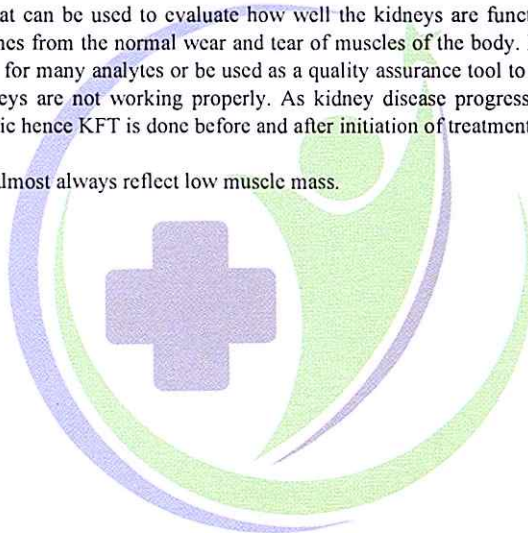 at can be used to evaluate how well the kidneys are funct
nes from the normal wear and tear of muscles of the body.
for many analytes or be used as a quality assurance tool to
eys are not working properly. As kidney disease progress
ic hence KFT is done before and after initiation of treatment
lmost always reflect low muscle mass.